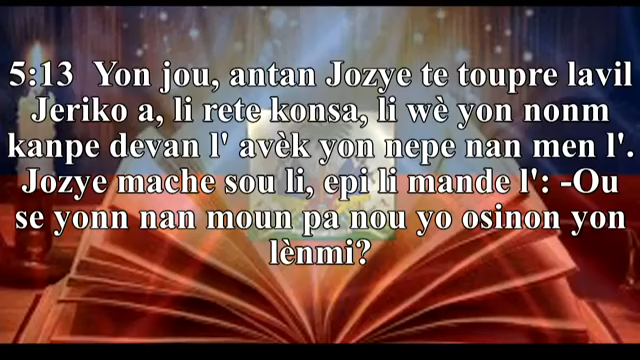 5:13  Yon jou, antan Jozye te toupre lavil
Jeriko a, li rete konsa, li wè yon nonm
kanpe devan l' avèk yon nepe nan men l'.
Jozye mache sou li, epi li mande l': -Ou
se yonn nan moun pa nou yo osinon yon
lènmi?